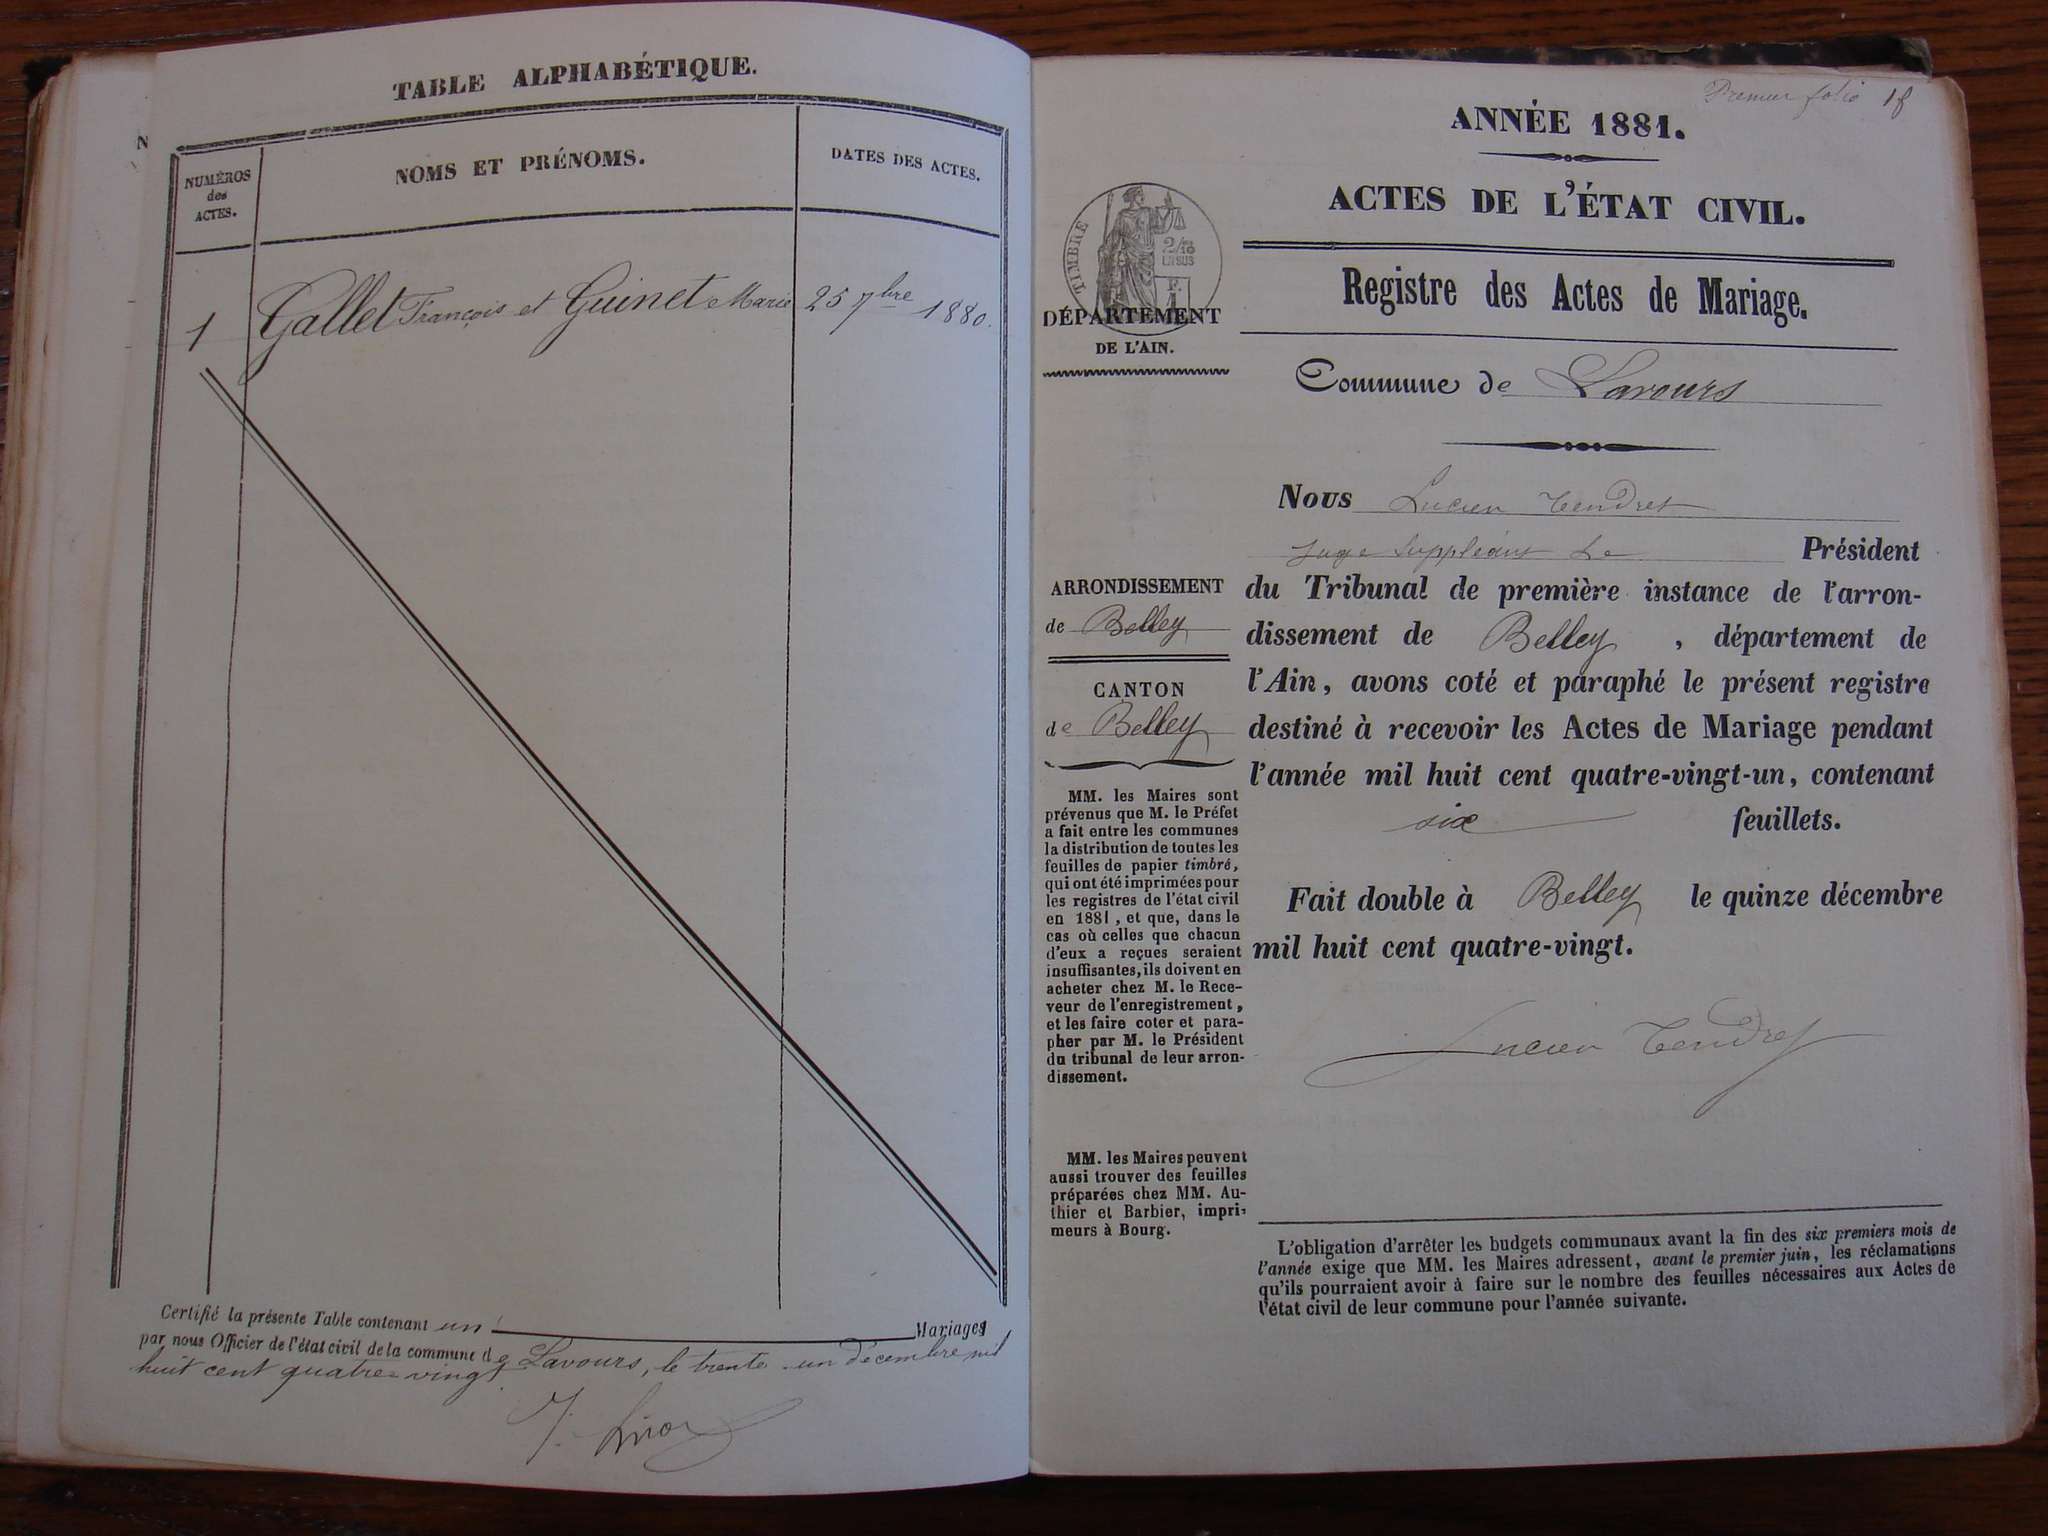 TABLE ALPHABÉTIQUE.
N
NUMÉROS
des
ACTES.
NOMS ET PRÉNOMS.
DATES DES ACTES.
1 Gallet François et Guinet Marie 25 7bre 1880.
Certifié la présente Table contenant un Mariages
par nous Officier de l'état civil de la commune de Lavours, le trente-un décembre mil
huit cent quatre-vingt
Premier folio
ANNÉE 1881.
ACTES DE L'ÉTAT CIVIL.
TIMBRE
2/10
EN SUS
DÉPARTEMENT
DE L'AIN.
Registre des Actes de Mariage.
Commune de Lavours
Nous Lucien Tendret
Juge Suppléant Le Président
ARRONDISSEMENT
de Belley
CANTON
de Belley
du Tribunal de première instance de l'arron-
dissement de Belley, département de
l'Ain, avons coté et paraphé le présent registre
destiné à recevoir les Actes de Mariage pendant
l'année mil huit cent quatre-vingt-un, contenant
six feuillets.
Fait double à Belley le quinze décembre
mil huit cent quatre-vingt.
Lucien Tendret
MM. les Maires sont
prévenus que M. le Préfet
a fait entre les communes
la distribution de toutes les
feuilles de papier timbré,
qui ont été imprimées pour
les registres de l'état civil
en 1881, et que, dans le
cas où celles que chacun
d'eux a reçues seraient
insuffisantes, ils doivent en
acheter chez M. le Rece-
veur de l'enregistrement,
et les faire coter et para-
pher par M. le Président
du tribunal de leur arron-
dissement.
MM. les Maires peuvent
aussi trouver des feuilles
préparées chez MM. Au-
thier et Barbier, impri-
meurs à Bourg.
L'obligation d'arrêter les budgets communaux avant la fin des six premiers mois de
l'année exige que MM. les Maires adressent, avant le premier juin, les réclamations
qu'ils pourraient avoir à faire sur le nombre des feuilles nécessaires aux Actes de
l'état civil de leur commune pour l'année suivante.